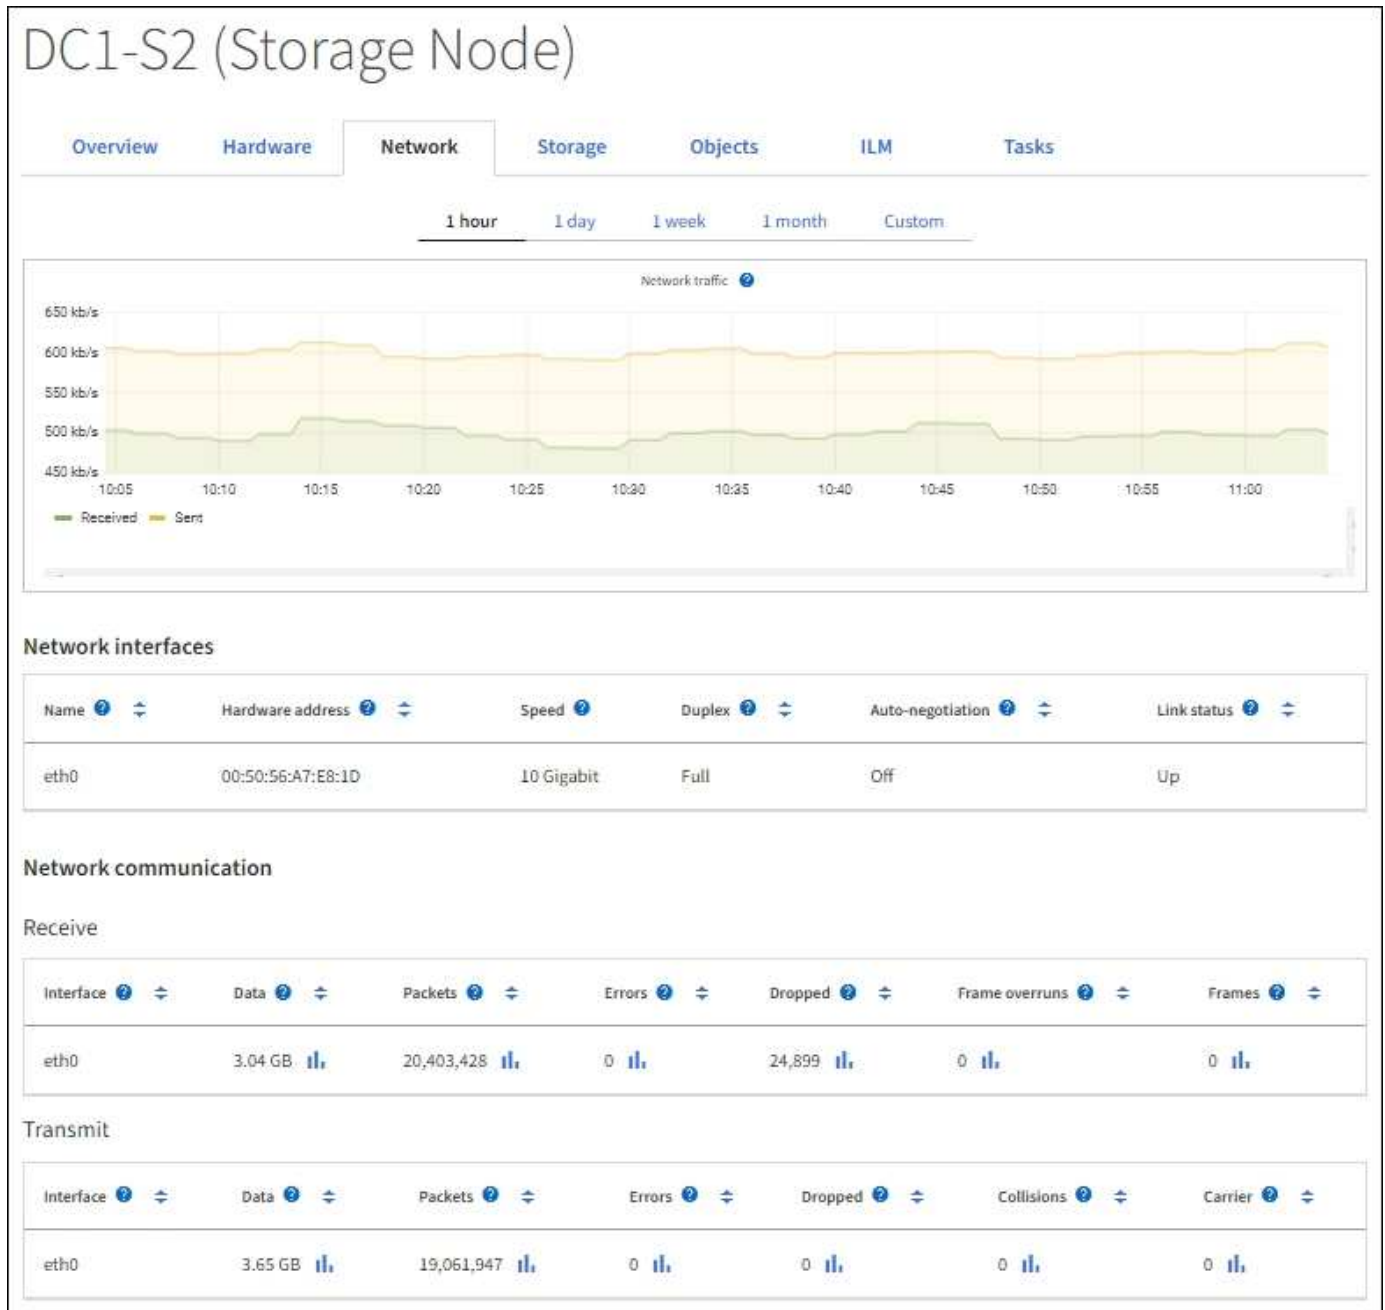 DC1-S2 (Storage Node)
Overview Hardware Network Storage Objects ILM Tasks
1 hour 1 day 1 week 1 month Custom
Network traffic
650 kb/s
600 kb/s
550 kb/s
500 kb/s
450 kb/s
10:05 10:10 10:15 10:20 10:25 10:30 10:35 10:40 10:45 10:50 10:55 11:00
Received Sent
Network interfaces
Name Hardware address Speed Duplex Auto-negotiation Link status
eth0 00:50:56:A7:E8:1D 10 Gigabit Full Off Up
Network communication
Receive
Interface Data Packets Errors Dropped Frame overruns Frames
eth0 3.04 GB 20,403,428 0 24,899 0 0
Transmit
Interface Data Packets Errors Dropped Collisions Carrier
eth0 3.65 GB 19,061,947 0 0 0 0